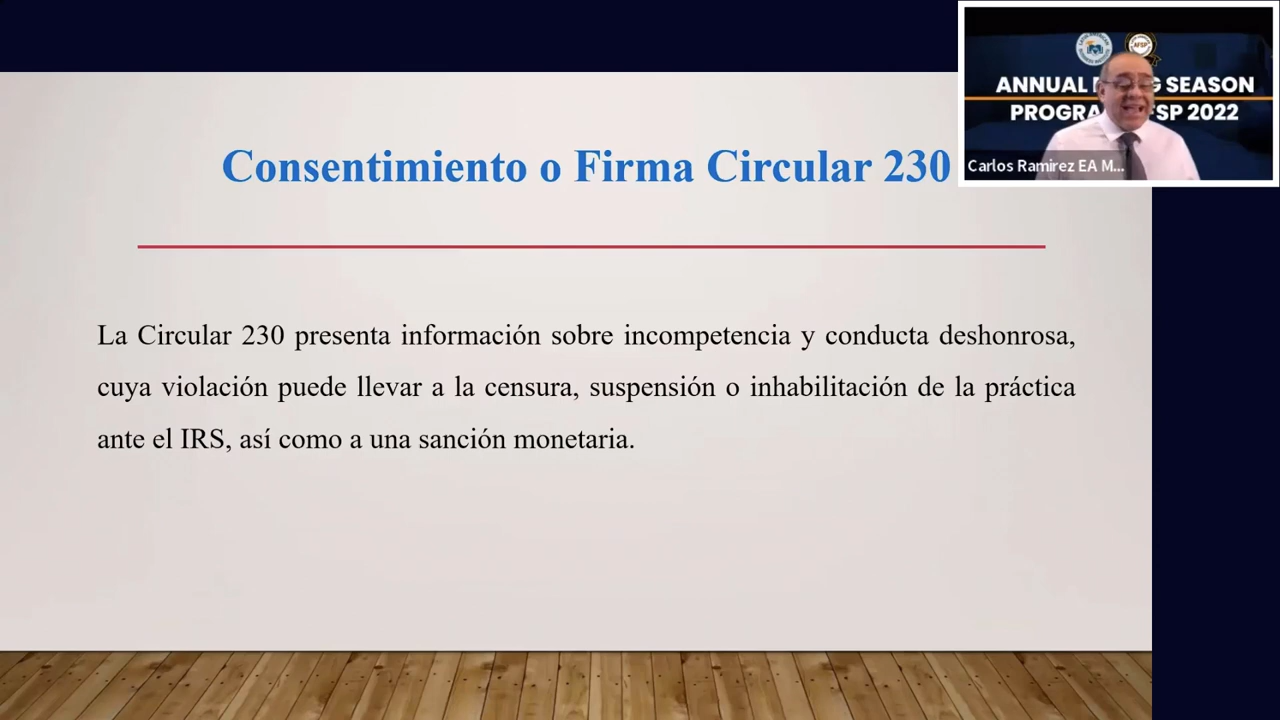 Consentimiento o Firma Circular 230
La Circular 230 presenta información sobre incompetencia y conducta deshonrosa,
cuya violación puede llevar a la censura, suspensión o inhabilitación de la práctica
ante el IRS, así como a una sanción monetaria.
AFSP
ANNUAL G SEASON
PROGRA SP 2022
Carlos Ramirez EA M...